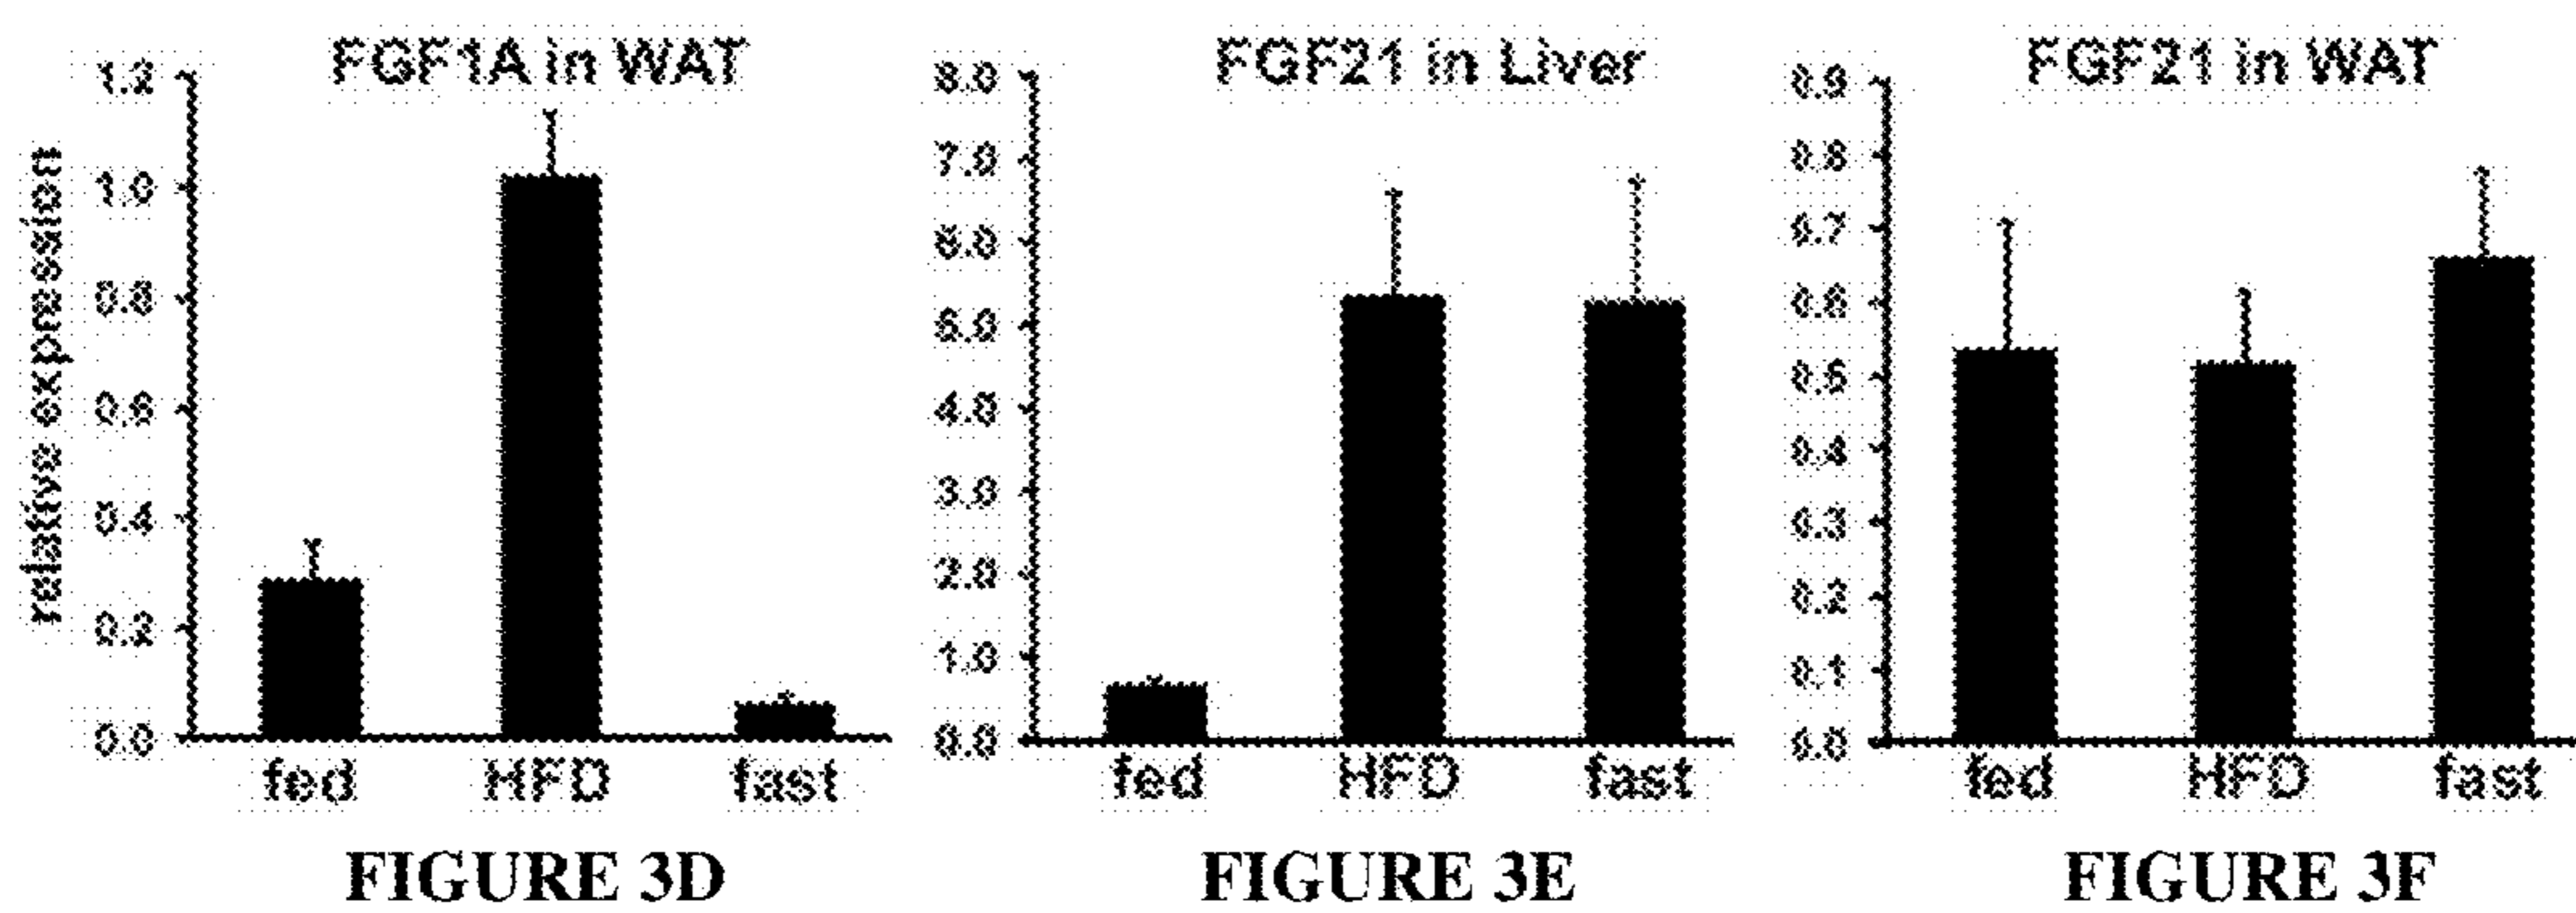 FGF1A in WAT
relative expression
1.2
1.0
0.8
0.6
0.4
0.2
0.0
fed HFD fast
FIGURE 3D
FGF21 in Liver
8.0
7.0
6.0
5.0
4.0
3.0
2.0
1.0
0.0
fed HFD fast
FIGURE 3E
FGF21 in WAT
0.9
0.8
0.7
0.6
0.5
0.4
0.3
0.2
0.1
0.0
fed HFD fast
FIGURE 3F